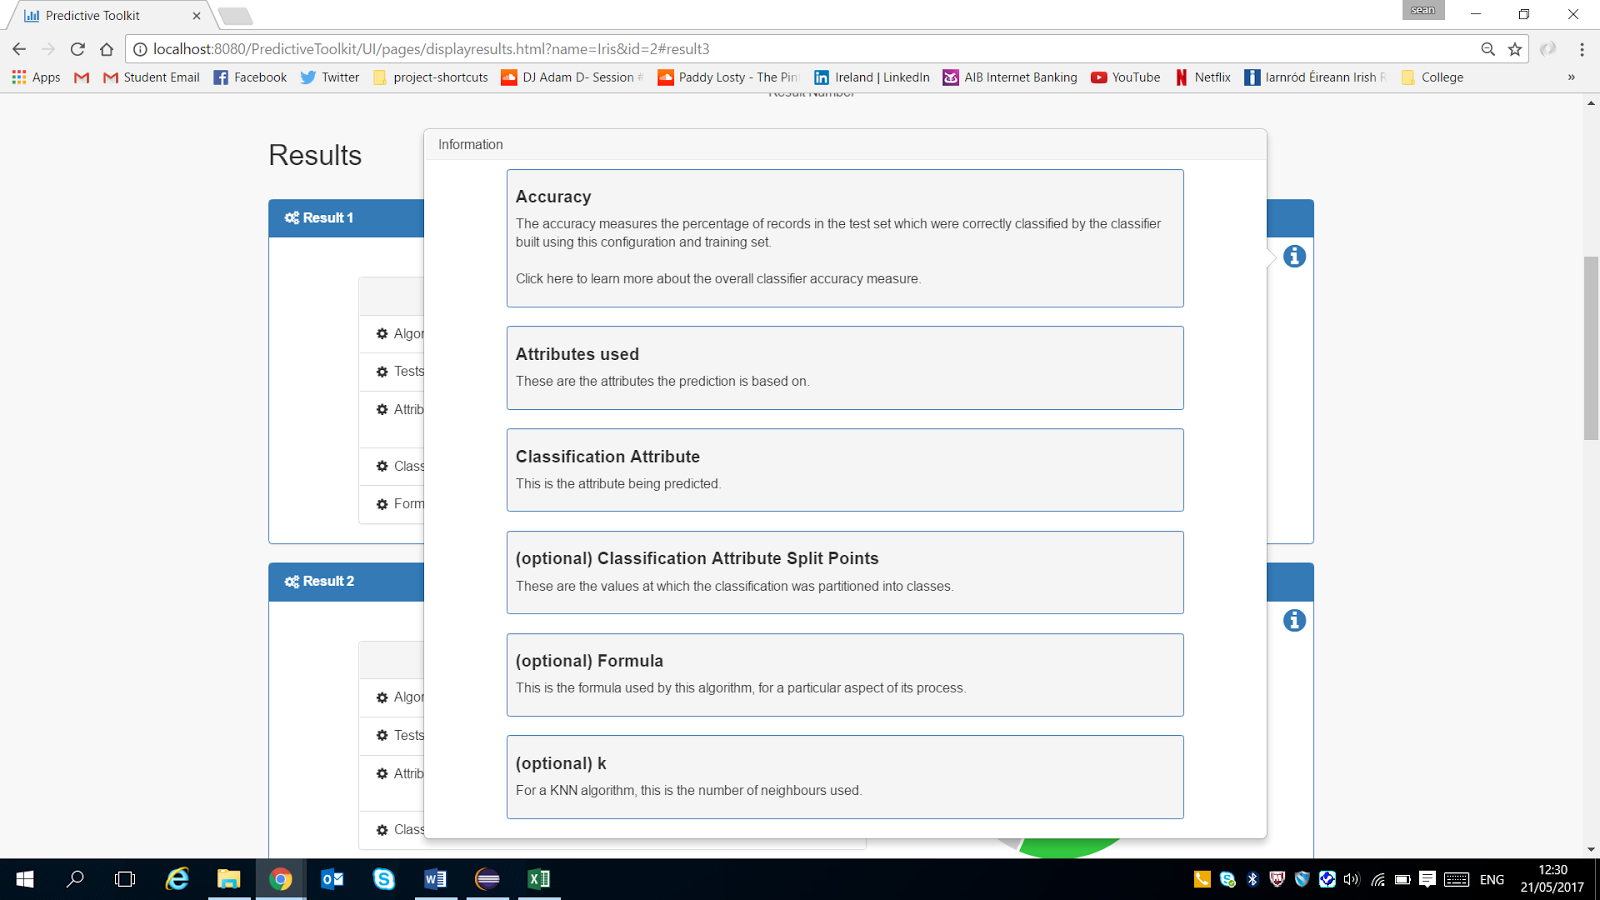 Predictive Toolkit
sean
localhost:8080/PredictiveToolkit/UI/pages/displayresults.html?name=Iris&id=2#result3
Apps
Student Email
Facebook
Twitter
project-shortcuts
DJ Adam D- Session #
Paddy Losty - The Pin
Ireland | LinkedIn
AIB Internet Banking
YouTube
Netflix
Iarnród Éireann Irish R
College
»
Result Number
Results
Information
Result 1
Algor
Tests
Attrib
Class
Form
Accuracy
The accuracy measures the percentage of records in the test set which were correctly classified by the classifier
built using this configuration and training set.
Click here to learn more about the overall classifier accuracy measure.
Attributes used
These are the attributes the prediction is based on.
Classification Attribute
This is the attribute being predicted.
(optional) Classification Attribute Split Points
These are the values at which the classification was partitioned into classes.
(optional) Formula
This is the formula used by this algorithm, for a particular aspect of its process.
(optional) k
For a KNN algorithm, this is the number of neighbours used.
Result 2
Algor
Tests
Attrib
Class
ENG
12:30
21/05/2017